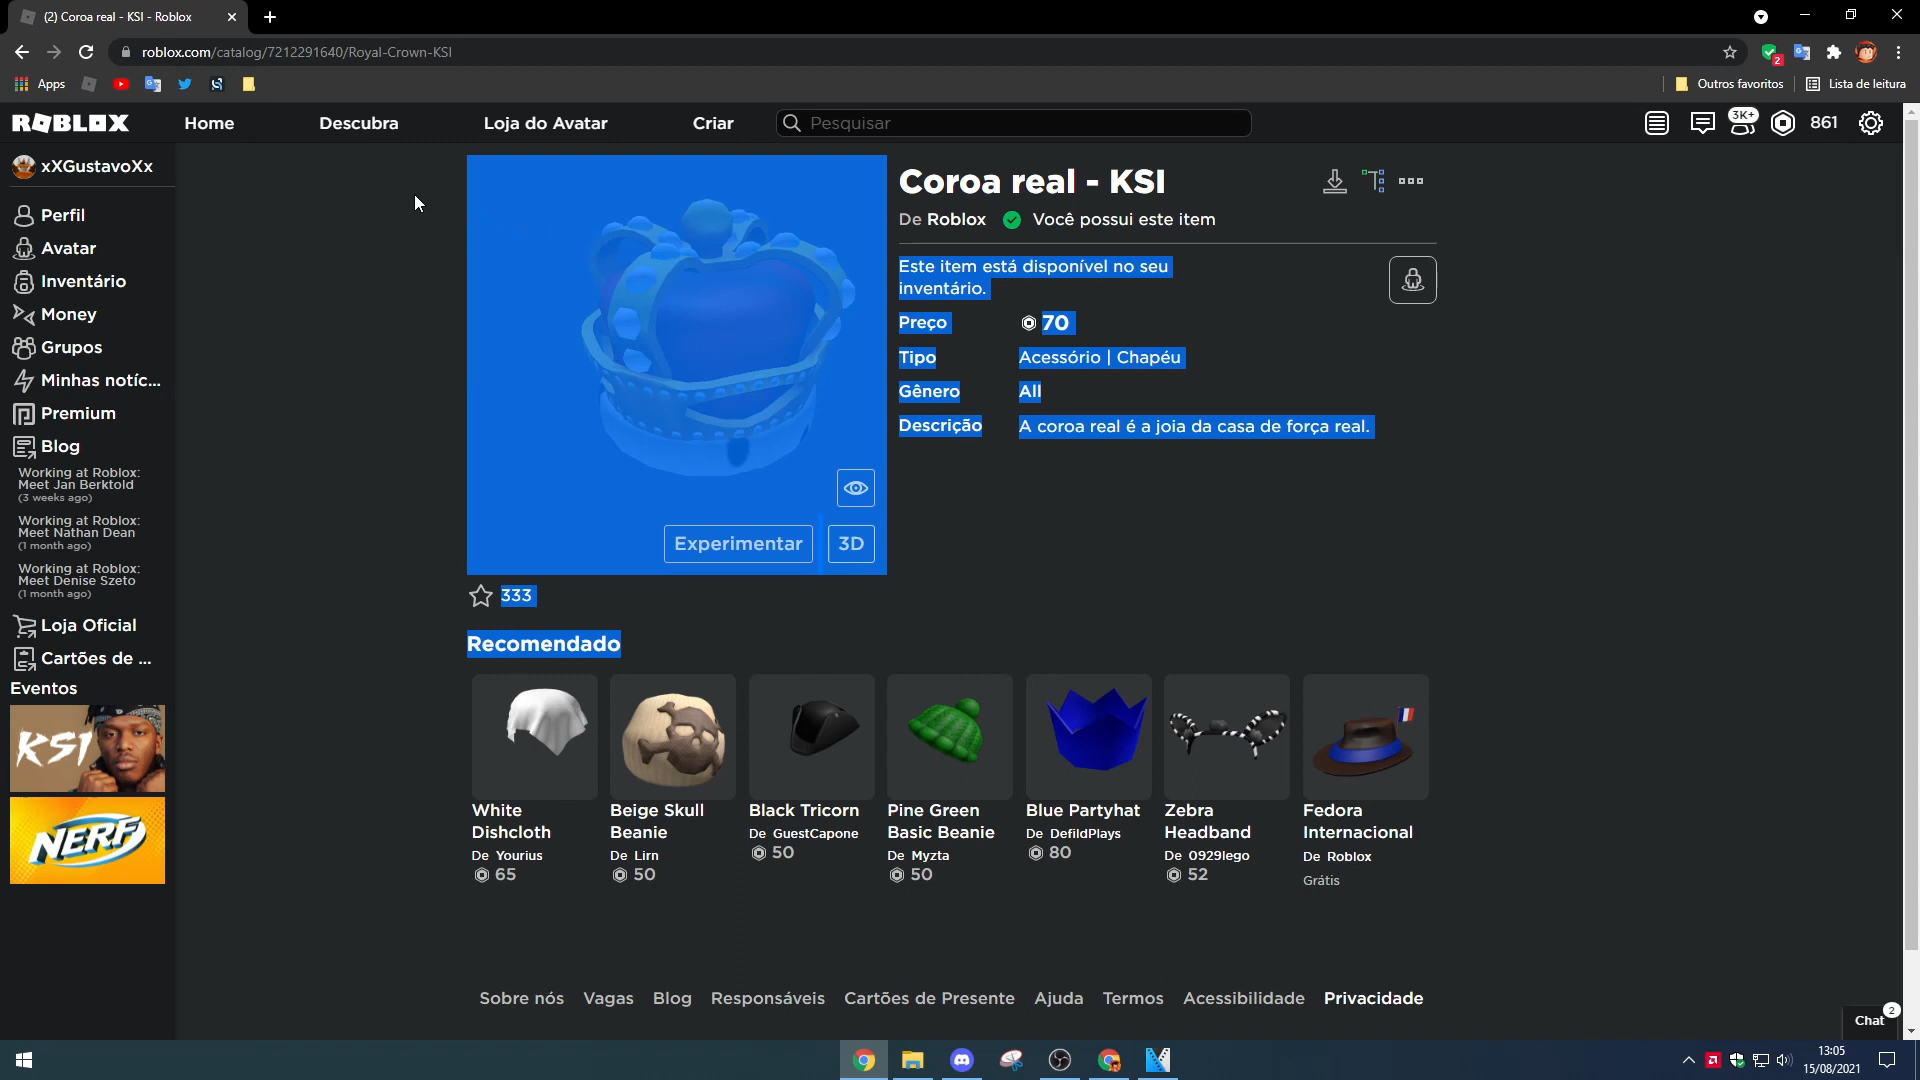 (2) Coroa real - KSI - Roblox
roblox.com/catalog/7212291640/Royal-Crown-KSI
2
Apps
Outros favoritos
Lista de leitura
ROBLOX
Home
Descubra
Loja do Avatar
Criar
Pesquisar
3K+
861
xXGustavoXx
Perfil
Avatar
Inventário
Money
Grupos
Minhas notíc...
Premium
Blog
Working at Roblox:
Meet Jan Berktold
(3 weeks ago)
Working at Roblox:
Meet Nathan Dean
(1 month ago)
Working at Roblox:
Meet Denise Szeto
(1 month ago)
Loja Oficial
Cartões de ...
Eventos
KSI
NERF
Experimentar
3D
333
Coroa real - KSI
De Roblox
Você possui este item
Este item está disponível no seu
inventário.
Preço
70
Tipo
Acessório | Chapéu
Gênero
All
Descrição
A coroa real é a joia da casa de força real.
Recomendado
White
Dishcloth
De Yourius
65
Beige Skull
Beanie
De Lirn
50
Black Tricorn
De GuestCapone
50
Pine Green
Basic Beanie
De Myzta
50
Blue Partyhat
De DefildPlays
80
Zebra
Headband
De 0929lego
52
Fedora
Internacional
De Roblox
Grátis
Sobre nós
Vagas
Blog
Responsáveis
Cartões de Presente
Ajuda
Termos
Acessibilidade
Privacidade
Chat
2
13:05
15/08/2021